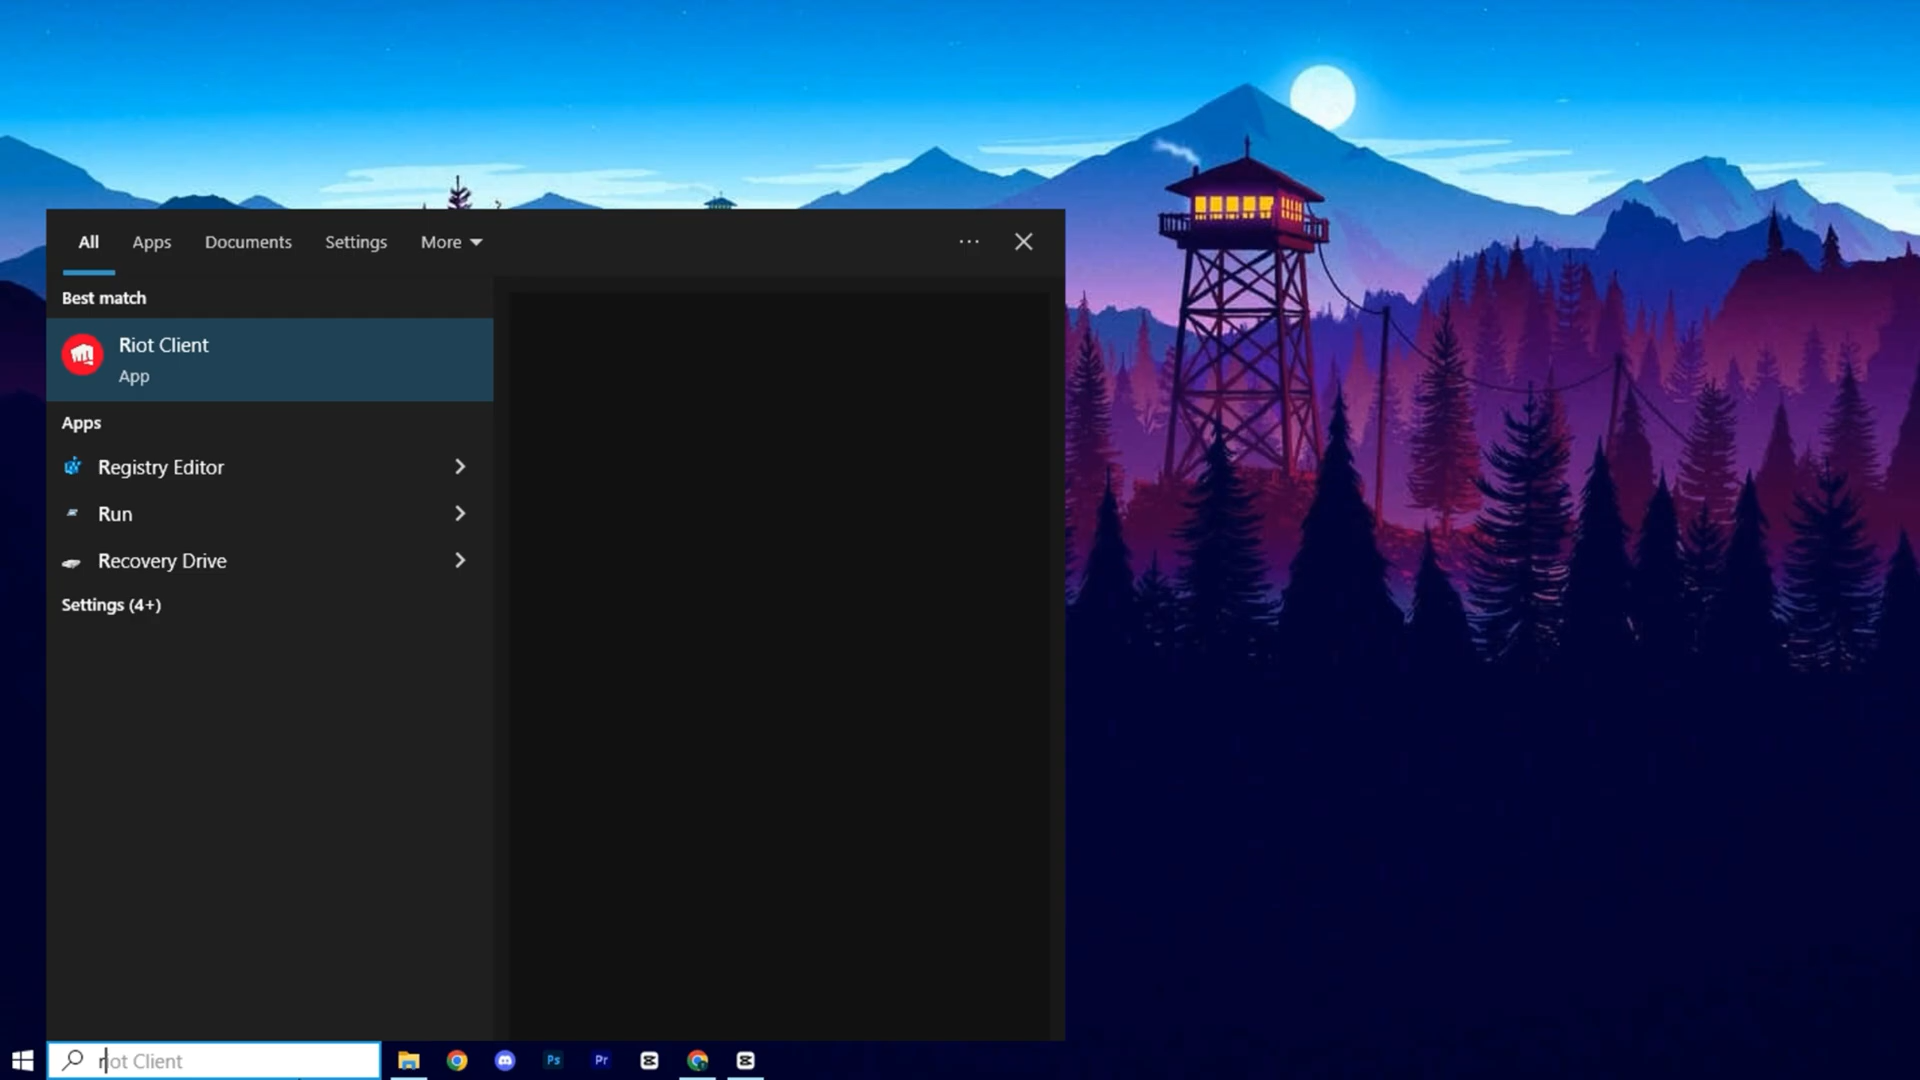 All Apps Documents Settings More
Best match
Riot Client
App
Apps
Registry Editor
Run
Recovery Drive
Settings (4+)
riot Client
Ps Pr